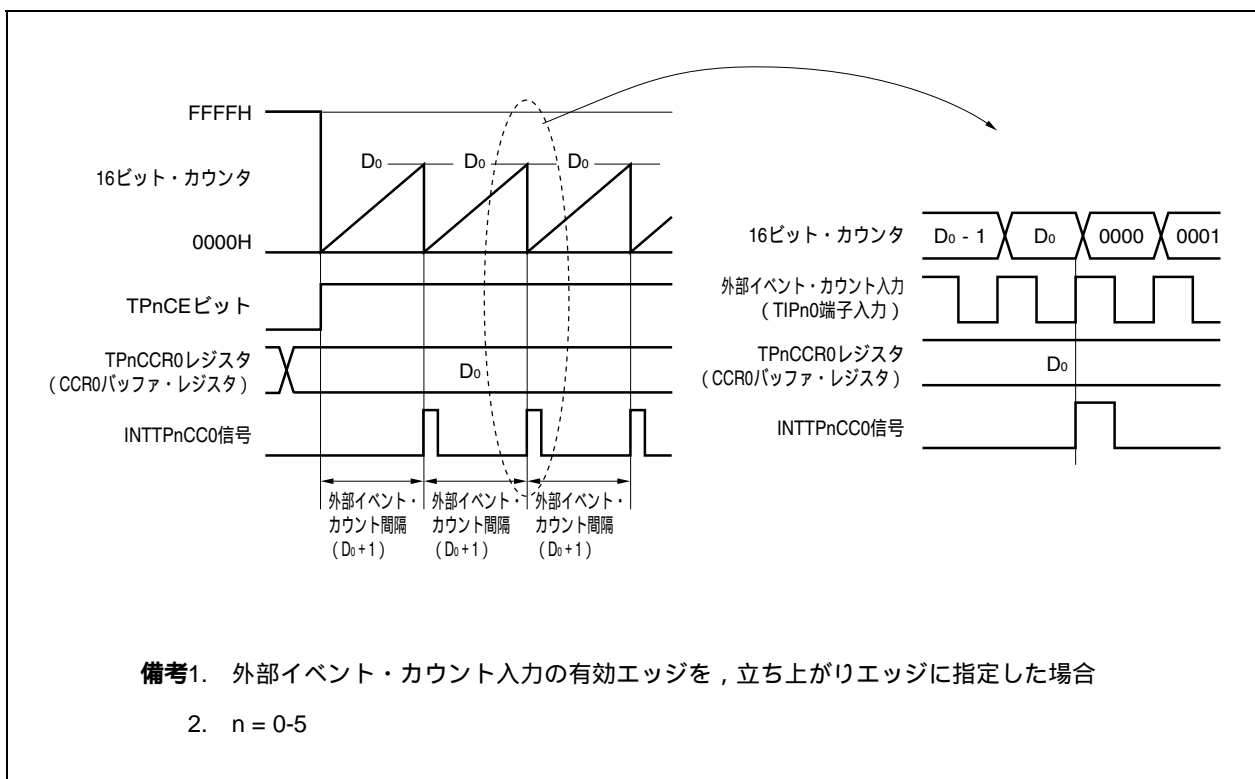 FFFFH
16ビット・カウンタ
0000H
D0 D0 D0
TPnCEビット
TPnCCR0レジスタ
（CCR0バッファ・レジスタ）
D0
INTTPnCC0信号
外部イベント・
カウント間隔
（D0+1）
外部イベント・
カウント間隔
（D0+1）
外部イベント・
カウント間隔
（D0+1）
16ビット・カウンタ
D0 - 1 D0 0000 0001
外部イベント・カウント入力
（TIPn0端子入力）
TPnCCR0レジスタ
（CCR0バッファ・レジスタ）
D0
INTTPnCC0信号
備考1. 外部イベント・カウント入力の有効エッジを，立ち上がりエッジに指定した場合
2. n = 0-5